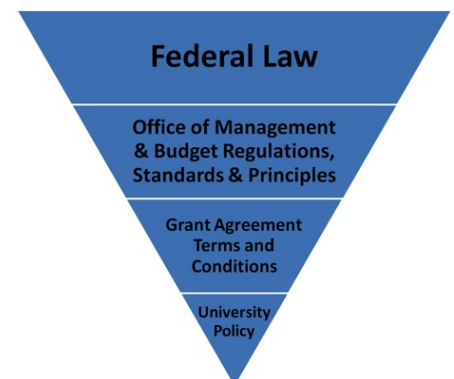 Federal Law
Office of Management
& Budget Regulations,
Standards & Principles
Grant Agreement
Terms and
Conditions
University
Policy